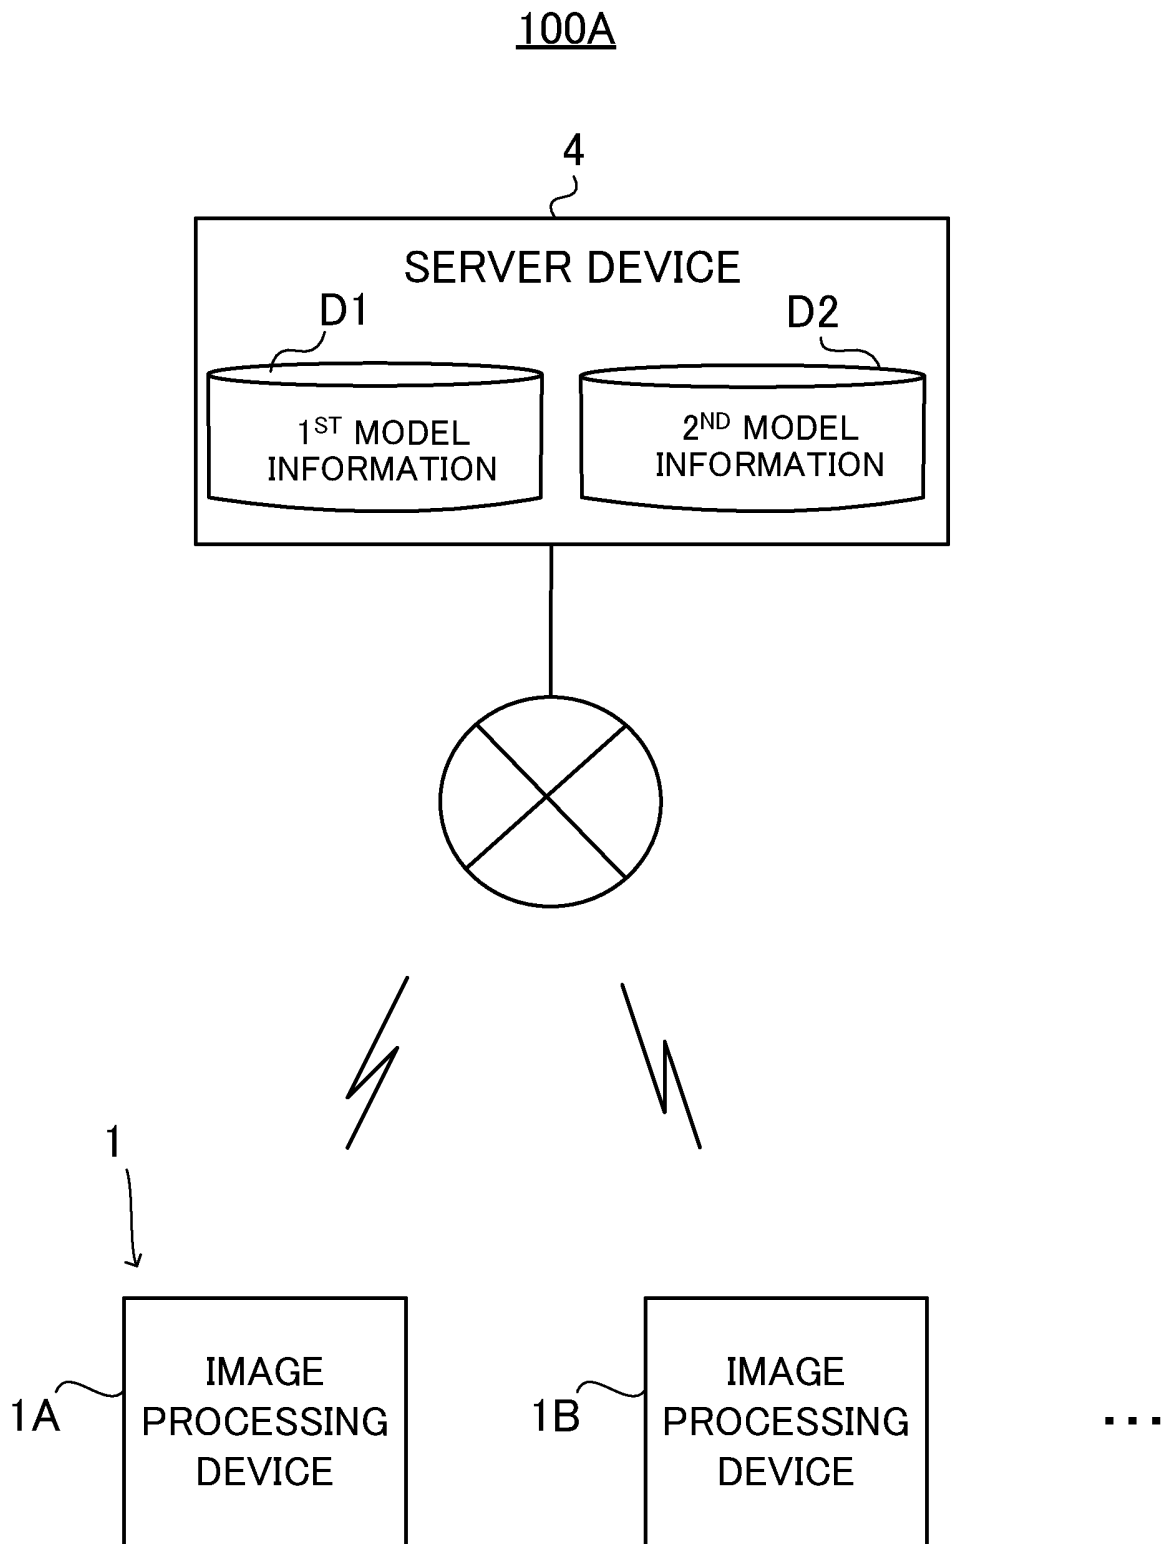 100A
4
SERVER DEVICE
D1
D2
1ST MODEL
INFORMATION
2ND MODEL
INFORMATION
1
1A
IMAGE
PROCESSING
DEVICE
1B
IMAGE
PROCESSING
DEVICE
...